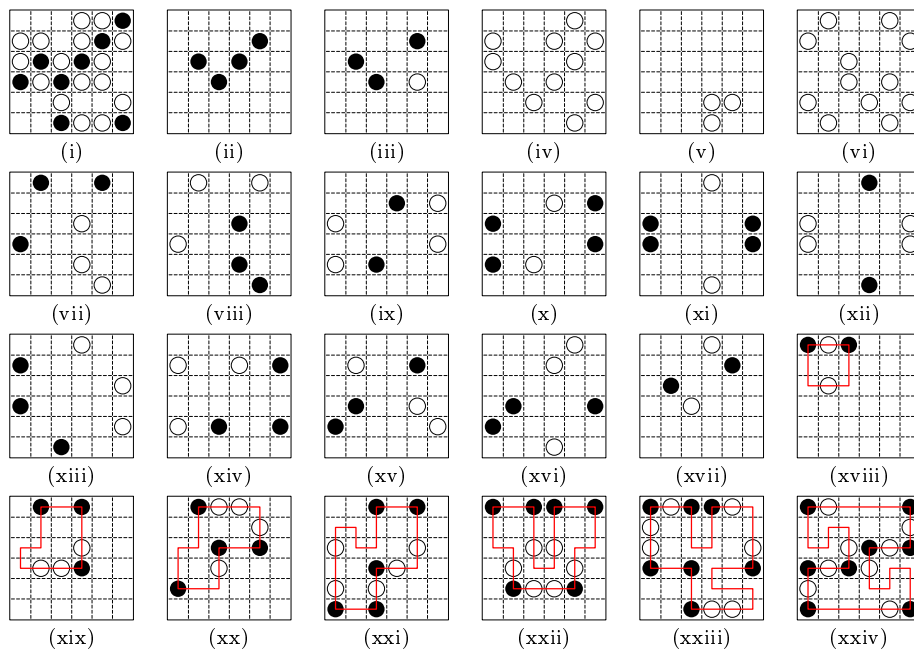 (i) (ii) (iii) (iv) (v) (vi)
(vii) (viii) (ix) (x) (xi) (xii)
(xiii) (xiv) (xv) (xvi) (xvii) (xviii)
(xix) (xx) (xxi) (xxii) (xxiii) (xxiv)